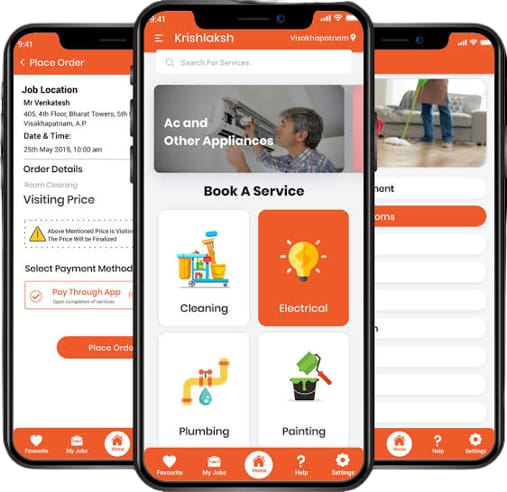 9:41
Place Order
Job Location
Mr Venkatesh
405, 4th Floor, Bharat Towers, 5th
Visakhapatnam, A.P
Date & Time:
25th May 2019, 10:00 am
Order Details
Room Cleaning
Visiting Price
Above Mentioned Price is Visitin
The Price Will be Finalized
Select Payment Method
Pay Through App
Upon completion of services
Place Orde
Favourite
My Jobs
Home
9:41
Krishlaksh
Visakhapatnam
Search For Services
Ac and
Other Appliances
Book A Service
Cleaning
Electrical
Plumbing
Painting
Favourite
My Jobs
Home
Help
Settings
ment
oms
n
Home
Help
Settings